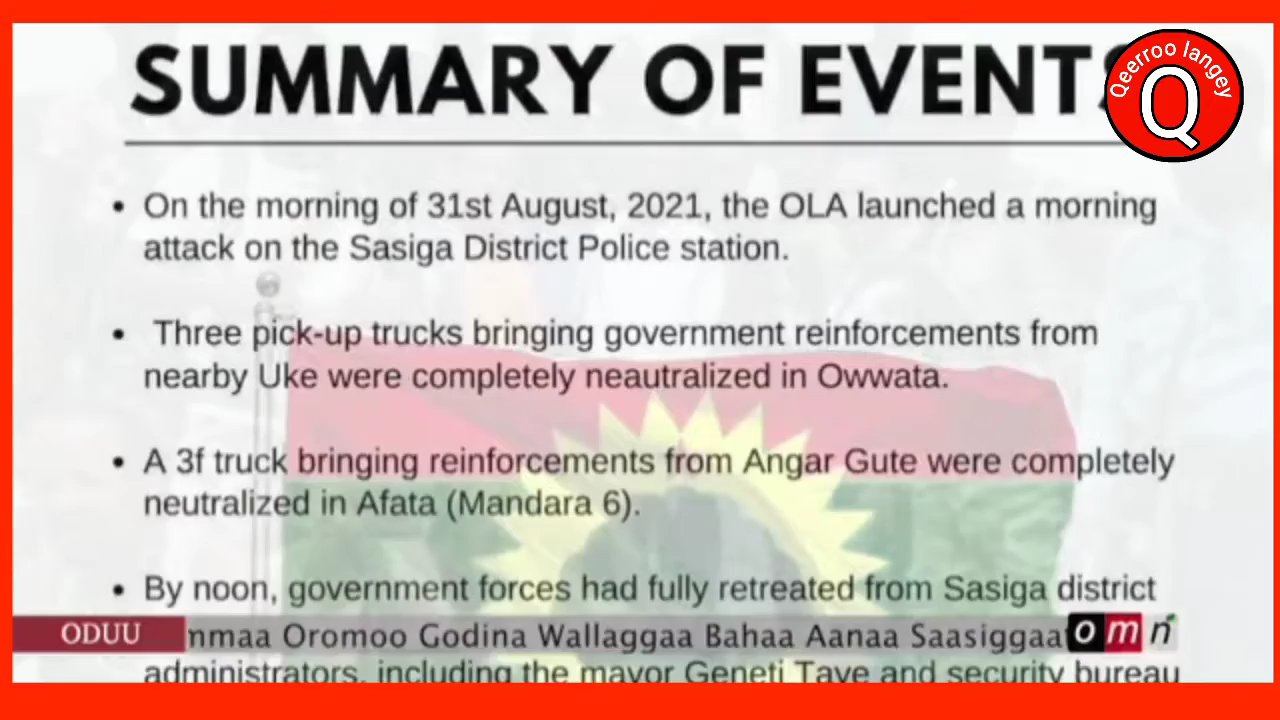 SUMMARY OF EVENTS
Qeerroo langey
Q
• On the morning of 31st August, 2021, the OLA launched a morning
attack on the Sasiga District Police station.
• Three pick-up trucks bringing government reinforcements from
nearby Uke were completely neautralized in Owwata.
• A 3f truck bringing reinforcements from Angar Gute were completely
neutralized in Afata (Mandara 6).
• By noon, government forces had fully retreated from Sasiga district
ODUU
mmaa Oromoo Godina Wallaggaa Bahaa Aanaa Saasiggaa
omn
administrators, including the mayor Geneti Taye and security bureau